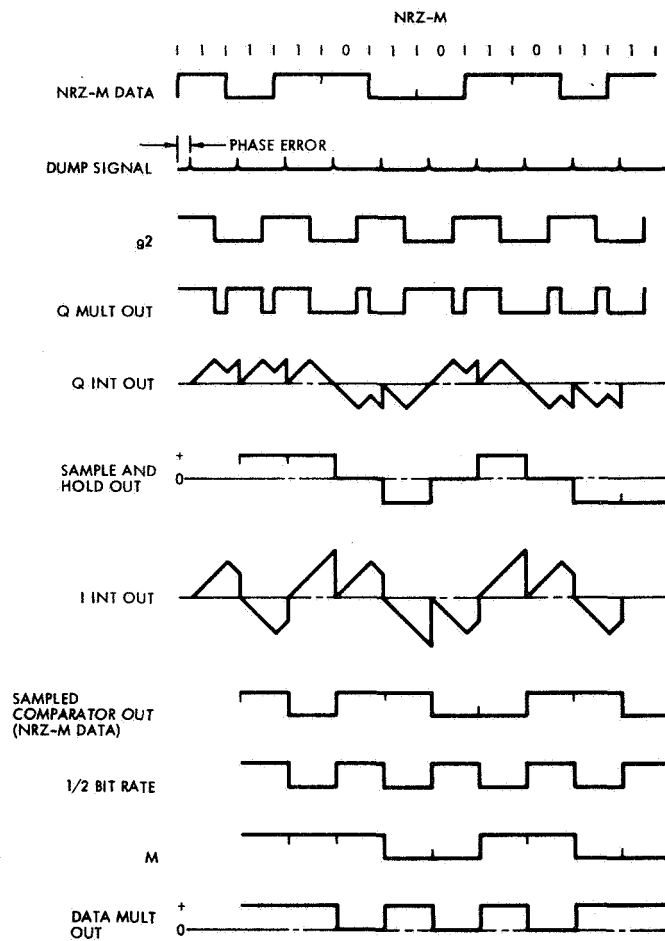 NRZ-M
1 1 1 1 1 1 1 0 1 1 1 0 1 1 1 0 1 1 1 1 1
NRZ-M DATA
PHASE ERROR
DUMP SIGNAL
g2
Q MULT OUT
Q INT OUT
+
SAMPLE AND
0
HOLD OUT
I INT OUT
SAMPLED
COMPARATOR OUT
(NRZ-M DATA)
1/2 BIT RATE
M
+
DATA MULT
OUT
0